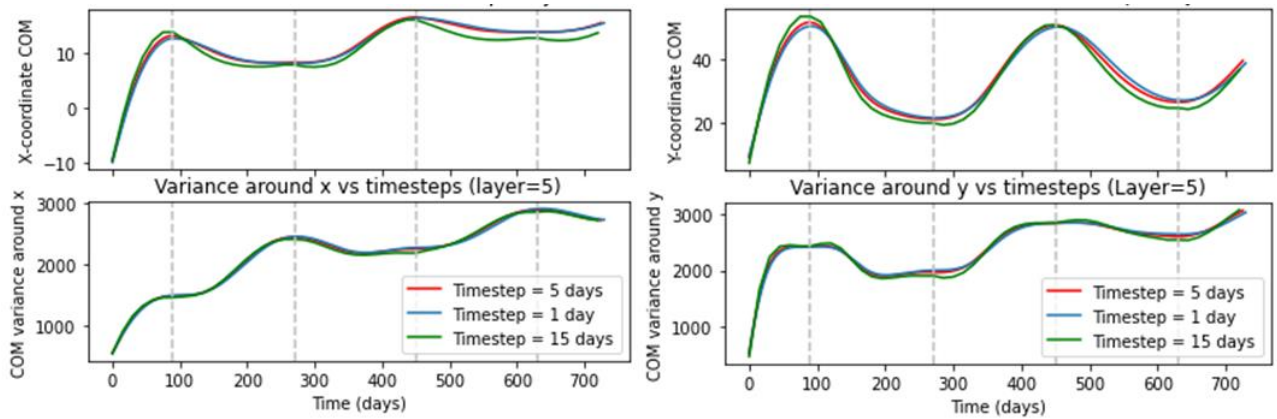 X-coordinate COM
10
0
−10
Y-coordinate COM
40
20
Variance around x vs timesteps (layer=5)
COM variance around x
3000
2000
1000
Timestep = 5 days
Timestep = 1 day
Timestep = 15 days
0 100 200 300 400 500 600 700
Time (days)
Variance around y vs timesteps (Layer=5)
COM variance around y
3000
2000
1000
Timestep = 5 days
Timestep = 1 day
Timestep = 15 days
0 100 200 300 400 500 600 700
Time (days)